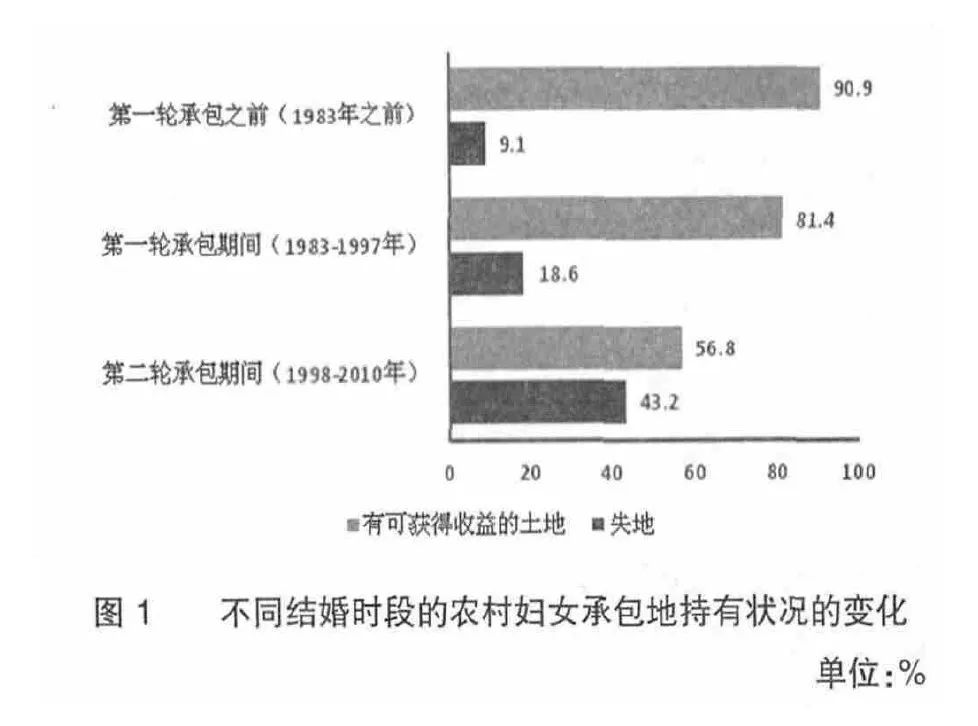 90.9
第一轮承包之前（1983年之前）
9.1
81.4
第一轮承包期间（1983-1997年）
18.6
56.8
第二轮承包期间（1998-2010年）
43.2
0 20 40 60 80 100
有可获得收益的土地 失地
图 1 不同结婚时段的农村妇女承包地持有状况的变化
单位:%